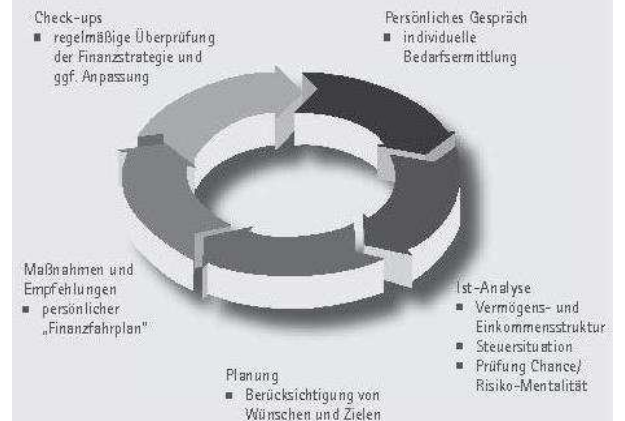 Check-ups
▪ regelmäßige Überprüfung
der Finanzstrategie und
ggf. Anpassung
Persönliches Gespräch
▪ individuelle
Bedarfsermittlung
Ist-Analyse
▪ Vermögens- und
Einkommensstruktur
▪ Steuersituation
▪ Prüfung Chance/
Risiko-Mentalität
Planung
▪ Berücksichtigung von
Wünschen und Zielen
Maßnahmen und
Empfehlungen
▪ persönlicher
„Finanzfahrplan"